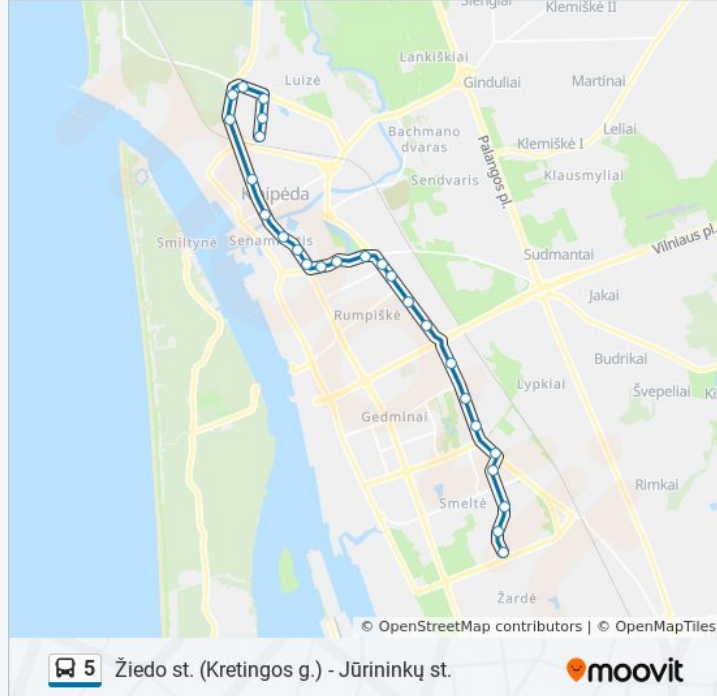 Slengiai
Klemiškė II
Lankiškiai
Luizė
Ginduliai
Martinai
Bachmano
dvaras
Leliai
Klemiškė I
Palangos pl.
Sendvaris
Klausmyliai
Klaipėda
Smiltynė
Senamiestis
Vilniaus pl.
Sudmantai
Jakai
Rumpiškė
Budrikai
Lypkiai
Švepeliai
Gedminai
Rimkai
Smeltė
Žardė
© OpenStreetMap contributors | © OpenMapTiles
5 Žiedo st. (Kretingos g.) - Jūrininkų st.
moovit